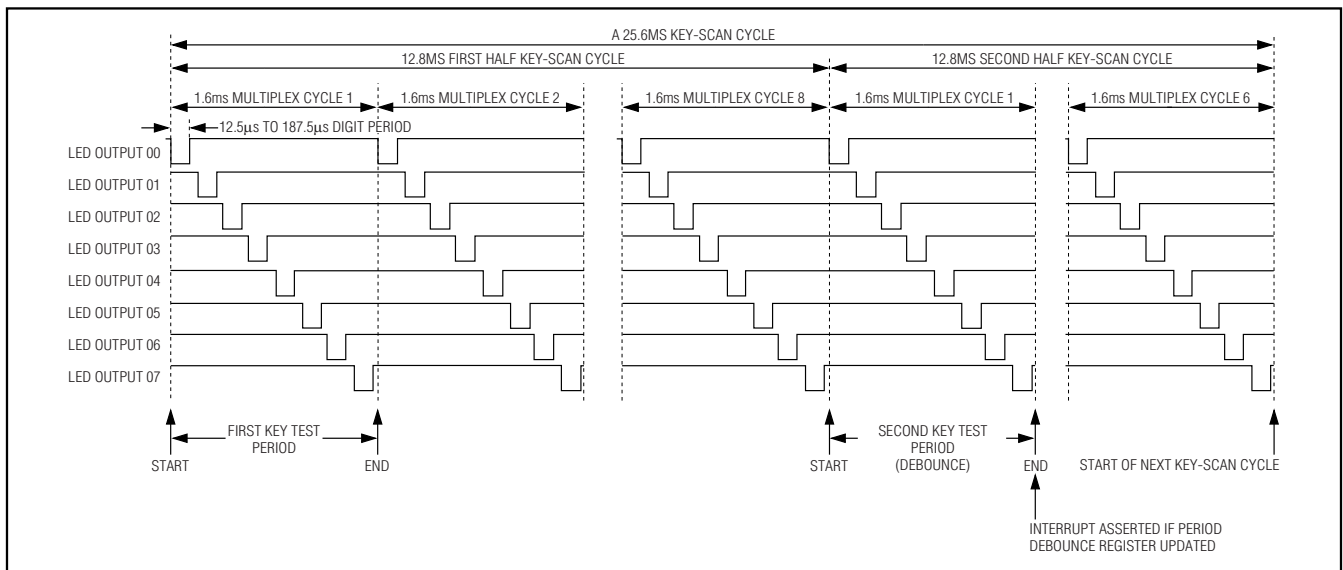 A 25.6MS KEY-SCAN CYCLE
12.8MS FIRST HALF KEY-SCAN CYCLE
12.8MS SECOND HALF KEY-SCAN CYCLE
1.6ms MULTIPLEX CYCLE 1
1.6ms MULTIPLEX CYCLE 2
1.6ms MULTIPLEX CYCLE 8
1.6ms MULTIPLEX CYCLE 1
1.6ms MULTIPLEX CYCLE 6
12.5μs TO 187.5μs DIGIT PERIOD
LED OUTPUT 00
LED OUTPUT 01
LED OUTPUT 02
LED OUTPUT 03
LED OUTPUT 04
LED OUTPUT 05
LED OUTPUT 06
LED OUTPUT 07
FIRST KEY TEST
PERIOD
START
END
SECOND KEY TEST
PERIOD
(DEBOUNCE)
START
END
START OF NEXT KEY-SCAN CYCLE
INTERRUPT ASSERTED IF PERIOD
DEBOUNCE REGISTER UPDATED